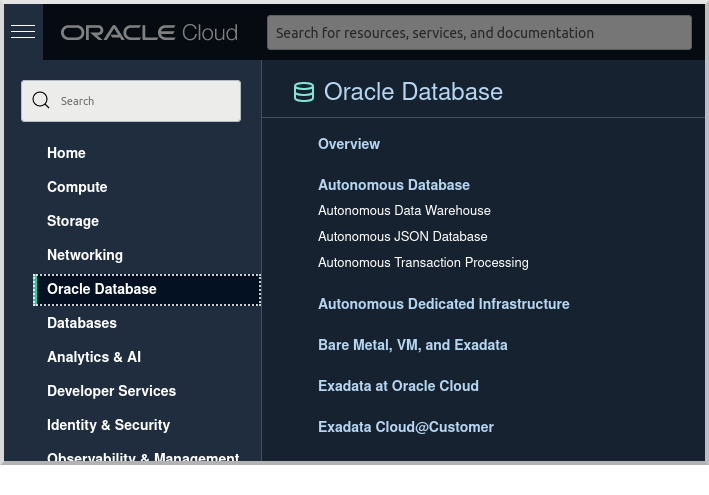 ORACLE Cloud
Search for resources, services, and documentation
Search
Home
Compute
Storage
Networking
Oracle Database
Databases
Analytics & AI
Developer Services
Identity & Security
Observability & Management
Oracle Database
Overview
Autonomous Database
Autonomous Data Warehouse
Autonomous JSON Database
Autonomous Transaction Processing
Autonomous Dedicated Infrastructure
Bare Metal, VM, and Exadata
Exadata at Oracle Cloud
Exadata Cloud@Customer